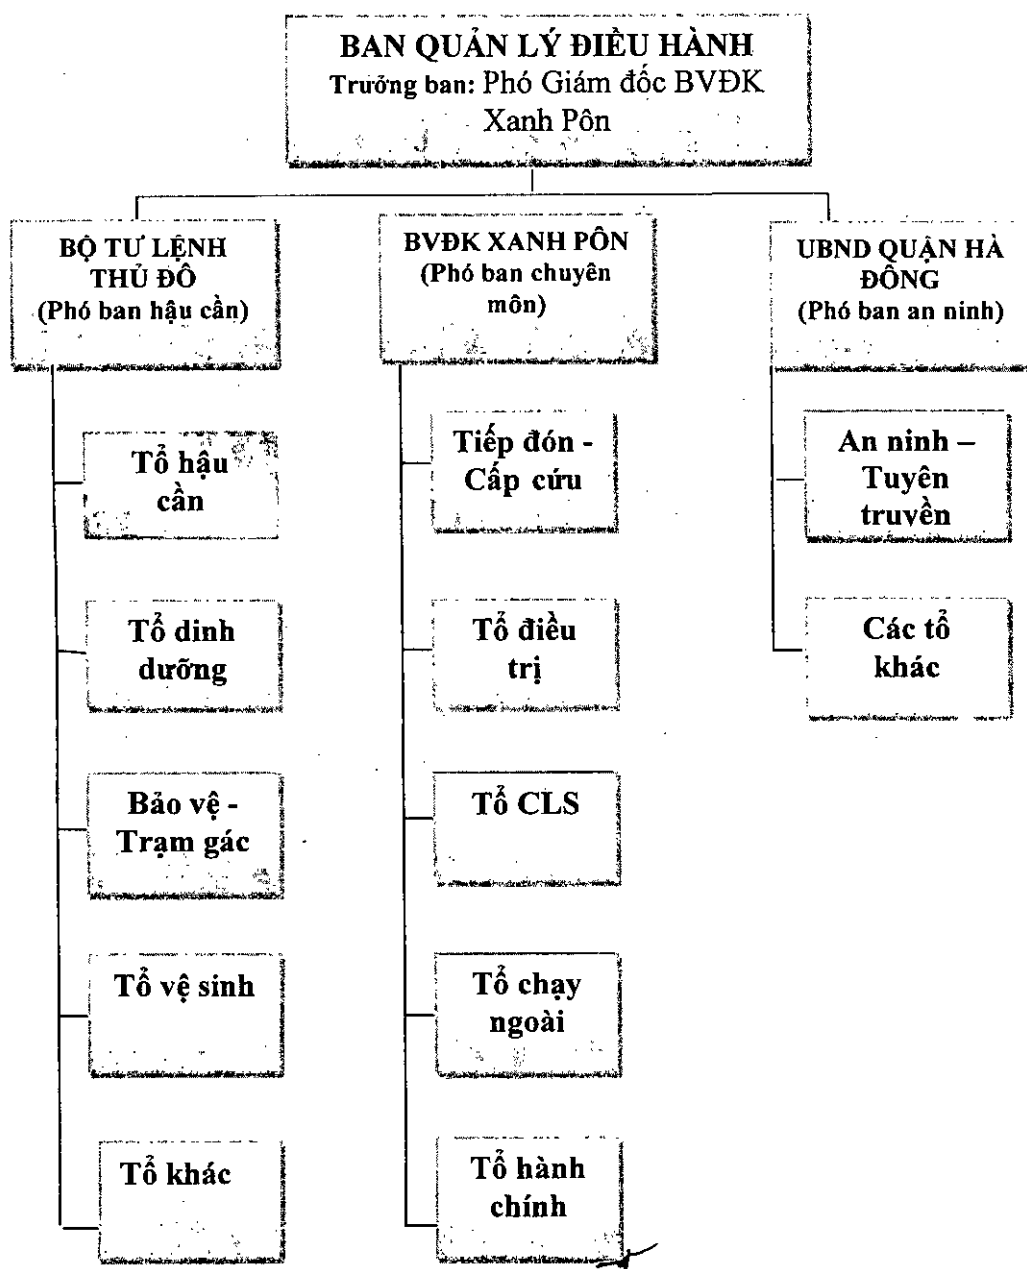 BAN QUẢN LÝ ĐIỀU HÀNH
Trưởng ban: Phó Giám đốc BVĐK
Xanh Pôn
BỘ TƯ LỆNH
THỦ ĐÔ
(Phó ban hậu cần)
Tổ hậu
cần
Tổ dinh
dưỡng
Bảo vệ -
Trạm gác
Tổ vệ sinh
Tổ khác
BVĐK XANH PÔN
(Phó ban chuyên
môn)
Tiếp đón -
Cấp cứu
Tổ điều
trị
Tổ CLS
Tổ chạy
ngoài
Tổ hành
chính
UBND QUẬN HÀ
ĐÔNG
(Phó ban an ninh)
An ninh –
Tuyên
truyền
Các tổ
khác